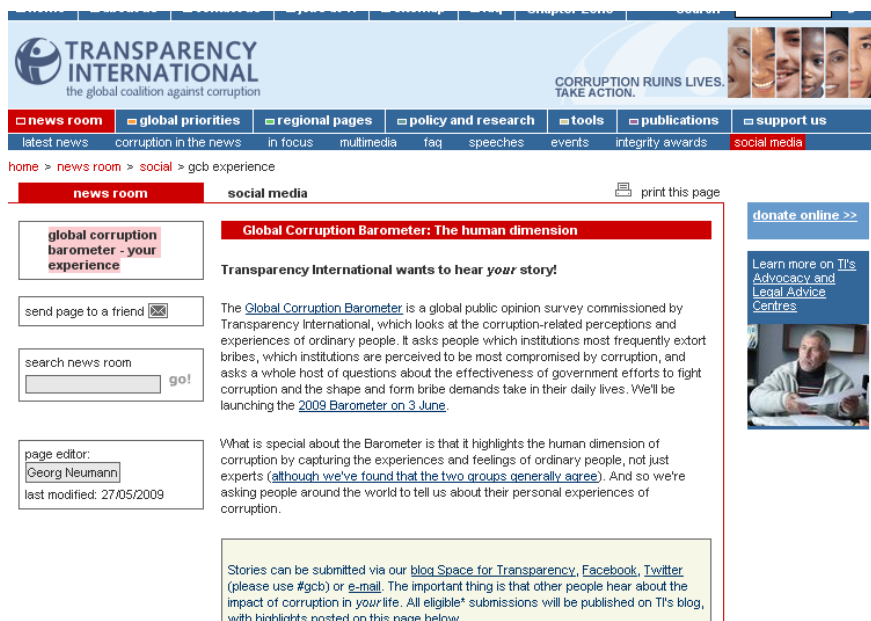 Search
TRANSPARENCY
INTERNATIONAL
the global coalition against corruption
CORRUPTION RUINS LIVES.
TAKE ACTION.
news room global priorities regional pages policy and research tools publications support us
latest news corruption in the news in focus multimedia faq speeches events integrity awards social media
home > news room > social > gcb experience
news room social media print this page
donate online >>
global corruption
barometer - your
experience
Global Corruption Barometer: The human dimension
Transparency International wants to hear your story!
Learn more on TI's
Advocacy and
Legal Advice
Centres
send page to a friend
search news room
go!
The Global Corruption Barometer is a global public opinion survey commissioned by
Transparency International, which looks at the corruption-related perceptions and
experiences of ordinary people. It asks people which institutions most frequently extort
bribes, which institutions are perceived to be most compromised by corruption, and
asks a whole host of questions about the effectiveness of government efforts to fight
corruption and the shape and form bribe demands take in their daily lives. We'll be
launching the 2009 Barometer on 3 June.
page editor:
Georg Neumann
last modified: 27/05/2009
What is special about the Barometer is that it highlights the human dimension of
corruption by capturing the experiences and feelings of ordinary people, not just
experts (although we've found that the two groups generally agree). And so we're
asking people around the world to tell us about their personal experiences of
corruption.
Stories can be submitted via our blog Space for Transparency, Facebook, Twitter
(please use #gcb) or e-mail. The important thing is that other people hear about the
impact of corruption in your life. All eligible* submissions will be published on TI's blog,
with highlights posted on this page below.